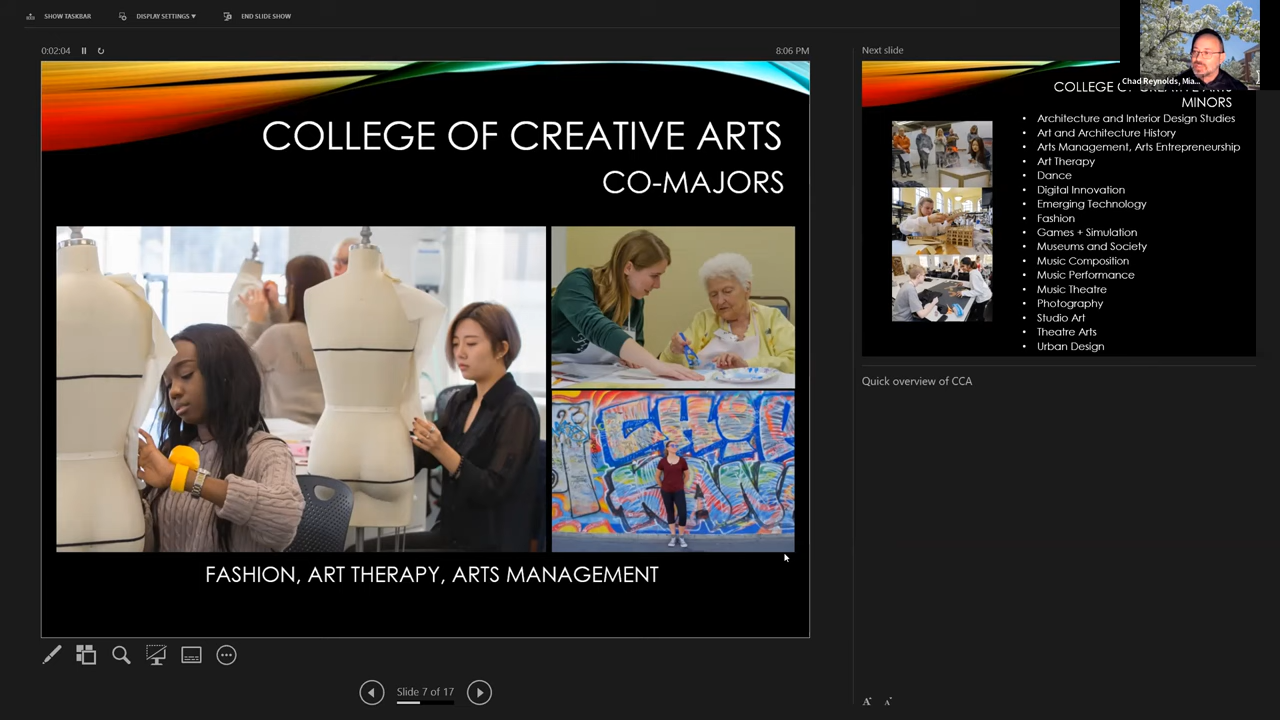 SHOW TASKBAR
DISPLAY SETTINGS
END SLIDE SHOW
0:02:04
8:06 PM
COLLEGE OF CREATIVE ARTS
CO-MAJORS
FASHION, ART THERAPY, ARTS MANAGEMENT
Slide 7 of 17
Next slide
Chad Reynolds, Mia...
COLLEGE OF CREATIVE ARTS
MINORS
• Architecture and Interior Design Studies
• Art and Architecture History
• Arts Management, Arts Entrepreneurship
• Art Therapy
• Dance
• Digital Innovation
• Emerging Technology
• Fashion
• Games + Simulation
• Museums and Society
• Music Composition
• Music Performance
• Music Theatre
• Photography
• Studio Art
• Theatre Arts
• Urban Design
Quick overview of CCA